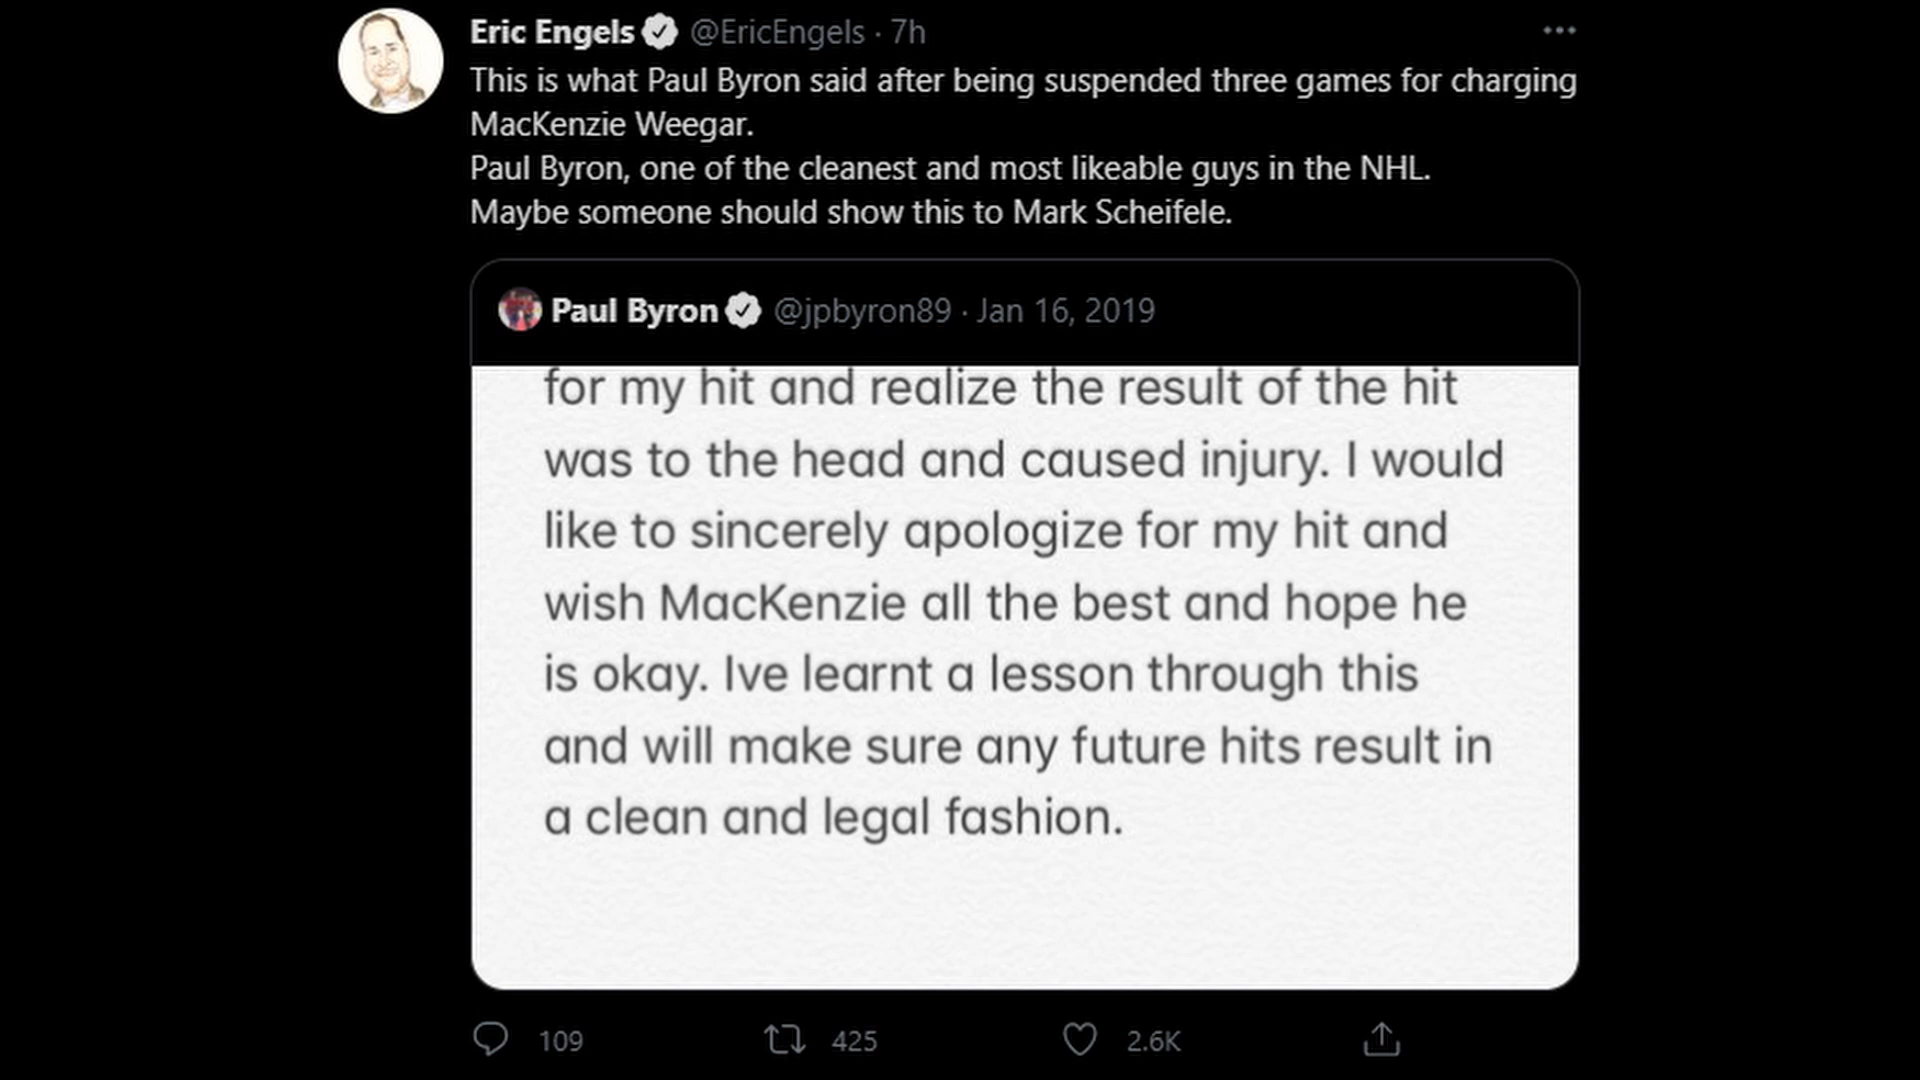 Eric Engels @EricEngels · 7h
This is what Paul Byron said after being suspended three games for charging
MacKenzie Weegar.
Paul Byron, one of the cleanest and most likeable guys in the NHL.
Maybe someone should show this to Mark Scheifele.
Paul Byron @jpbyron89 · Jan 16, 2019
for my hit and realize the result of the hit
was to the head and caused injury. I would
like to sincerely apologize for my hit and
wish MacKenzie all the best and hope he
is okay. Ive learnt a lesson through this
and will make sure any future hits result in
a clean and legal fashion.
109 425 2.6K